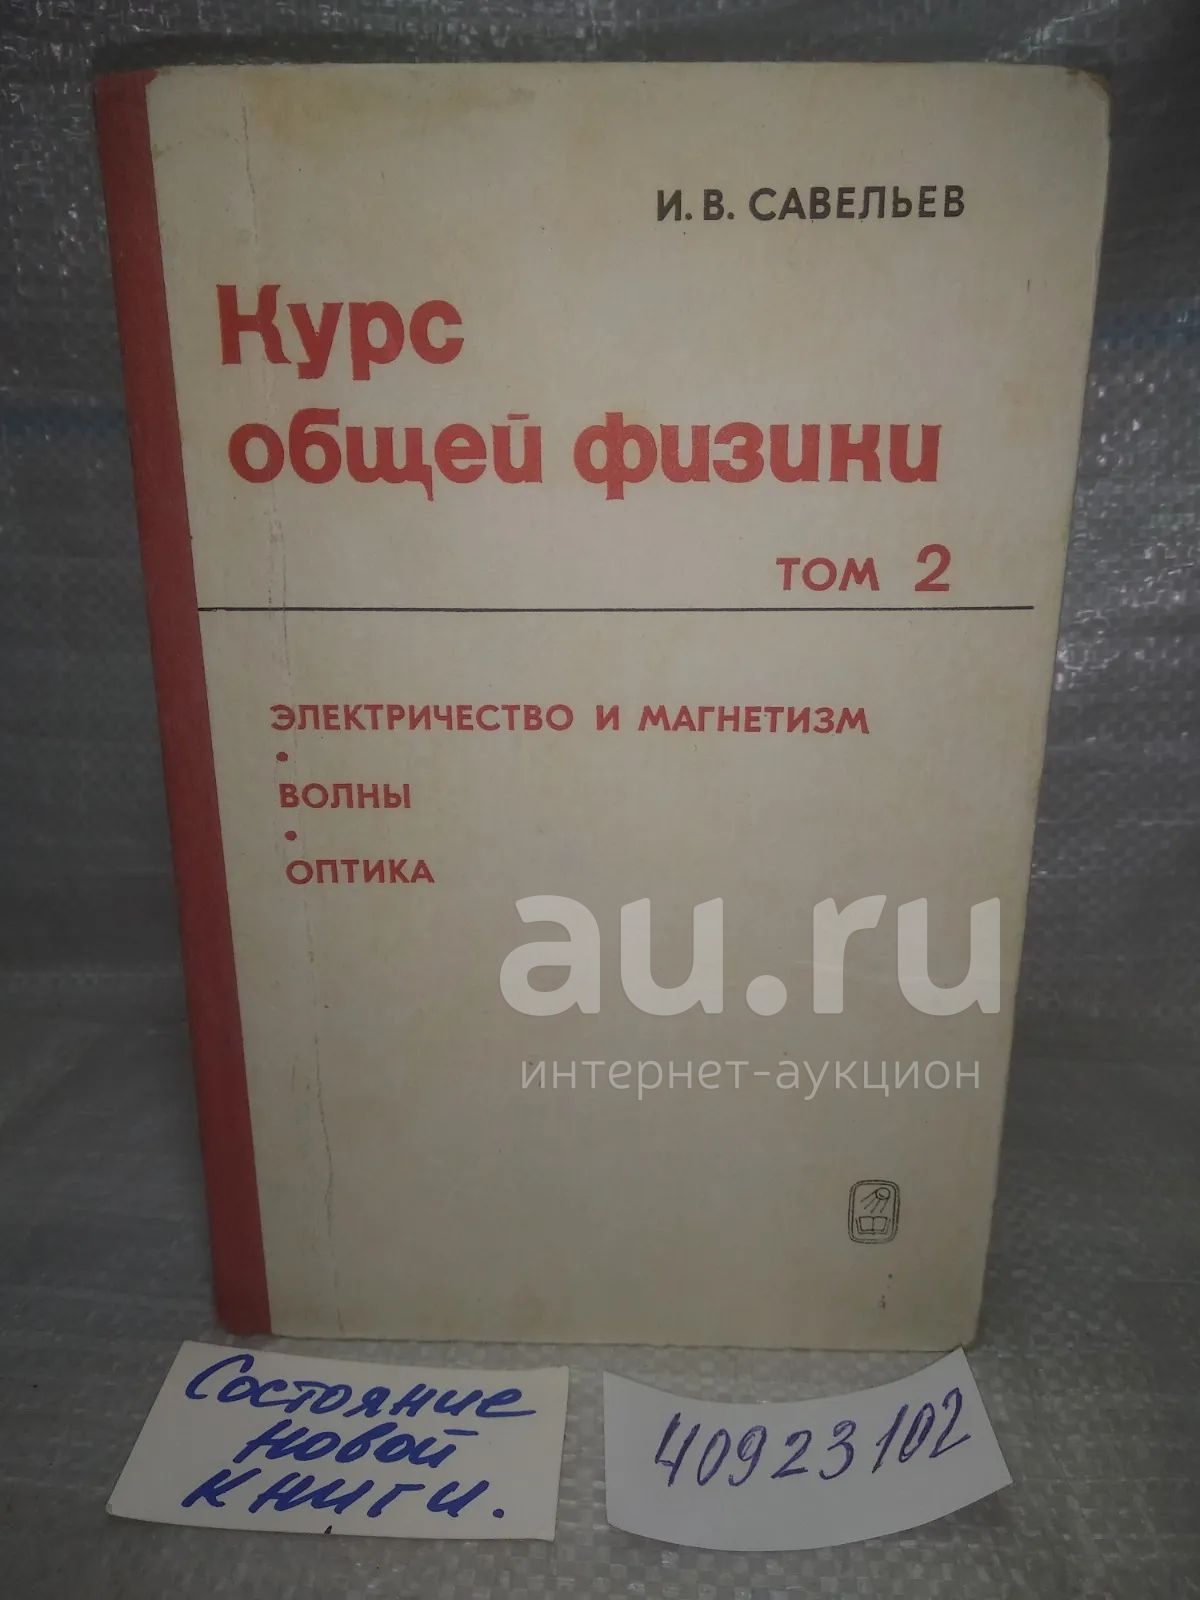 И. В. САВЕЛЬЕВ
Курс
общей физики
ТОМ 2
ЭЛЕКТРИЧЕСТВО И МАГНЕТИЗМ
•
ВОЛНЫ
•
ОПТИКА
au.ru
интернет-аукцион
Состояние
новой
книги.
40923102